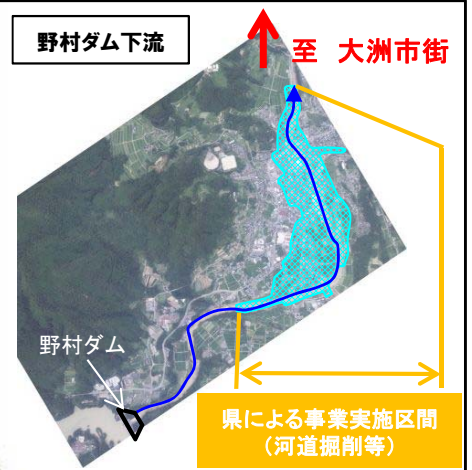 野村ダム下流
至 大洲市街
野村ダム
県による事業実施区間
（河道掘削等）